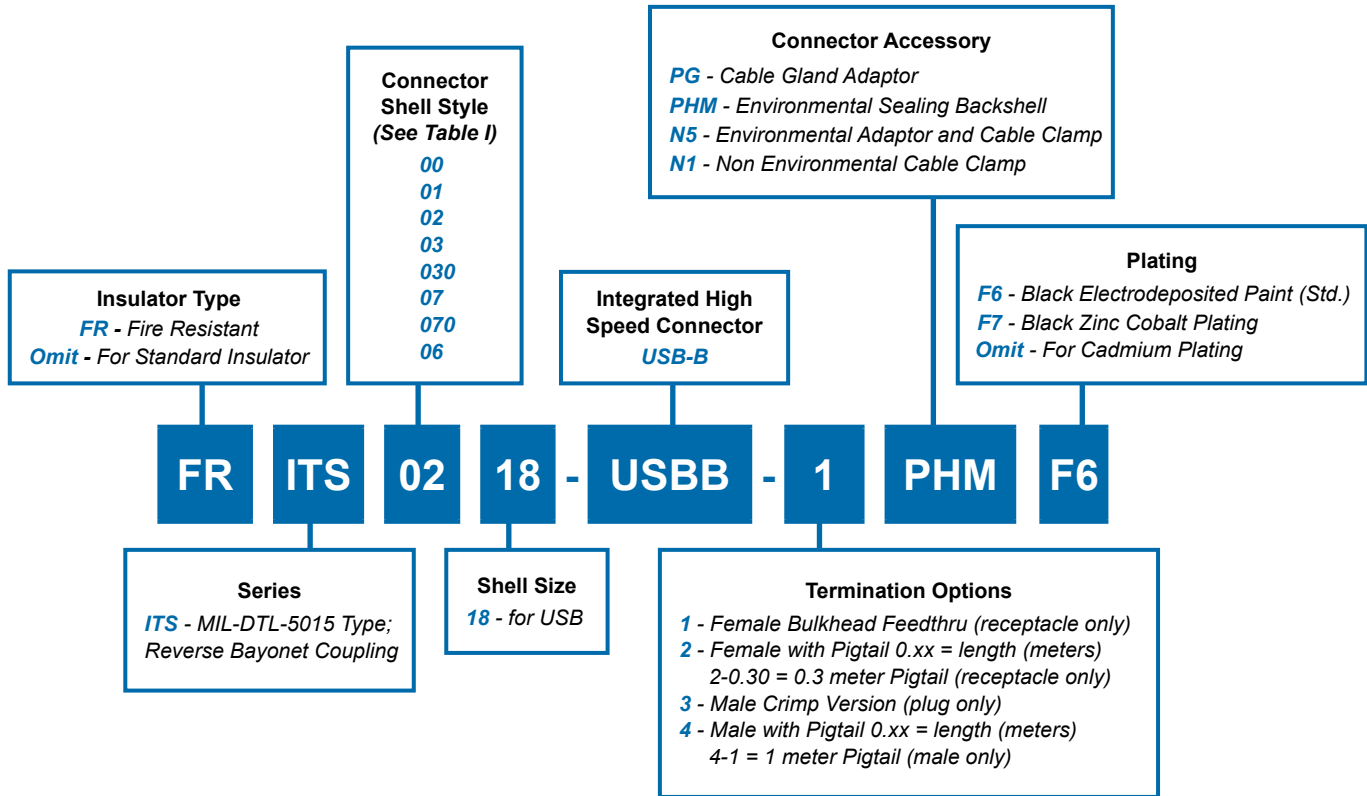 Connector Accessory
PG - Cable Gland Adaptor
PHM - Environmental Sealing Backshell
N5 - Environmental Adaptor and Cable Clamp
N1 - Non Environmental Cable Clamp
Connector
Shell Style
(See Table I)
00
01
02
03
030
07
070
06
Plating
F6 - Black Electrodeposited Paint (Std.)
F7 - Black Zinc Cobalt Plating
Omit - For Cadmium Plating
Insulator Type
FR - Fire Resistant
Omit - For Standard Insulator
Integrated High
Speed Connector
USB-B
FR ITS 02 18 - USBB - 1 PHM F6
Series
ITS - MIL-DTL-5015 Type;
Reverse Bayonet Coupling
Shell Size
18 - for USB
Termination Options
1 - Female Bulkhead Feedthru (receptacle only)
2 - Female with Pigtail 0.xx = length (meters)
2-0.30 = 0.3 meter Pigtail (receptacle only)
3 - Male Crimp Version (plug only)
4 - Male with Pigtail 0.xx = length (meters)
4-1 = 1 meter Pigtail (male only)